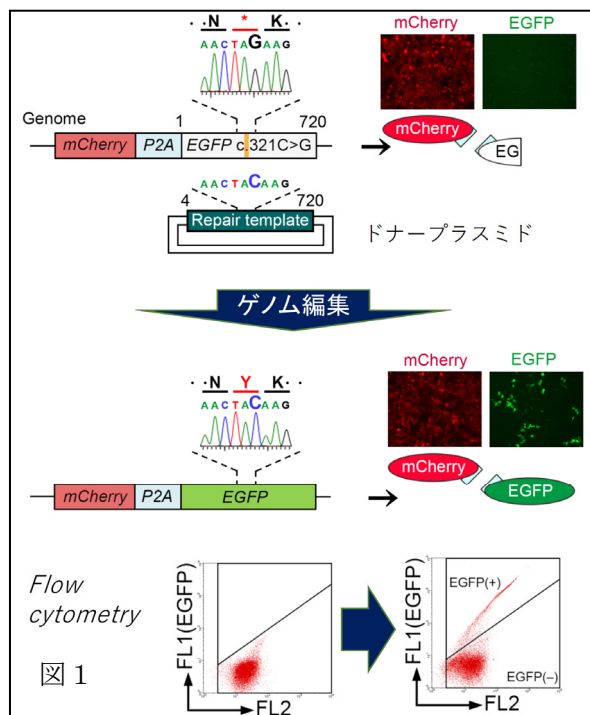 N * K
mCherry EGFP
AACTAGAAG
Genome
1 720
mCherry P2A EGFP c.321C>G
mCherry
EG
AACTACAAG
4 720
Repair template
ドナープラスミド
ゲノム編集
mCherry EGFP
N Y K
AACTACAAG
mCherry P2A EGFP
mCherry
EGFP
Flow
cytometry
図1
FL1(EGFP)
FL2
FL1(EGFP)
EGFP(+)
EGFP(−)
FL2